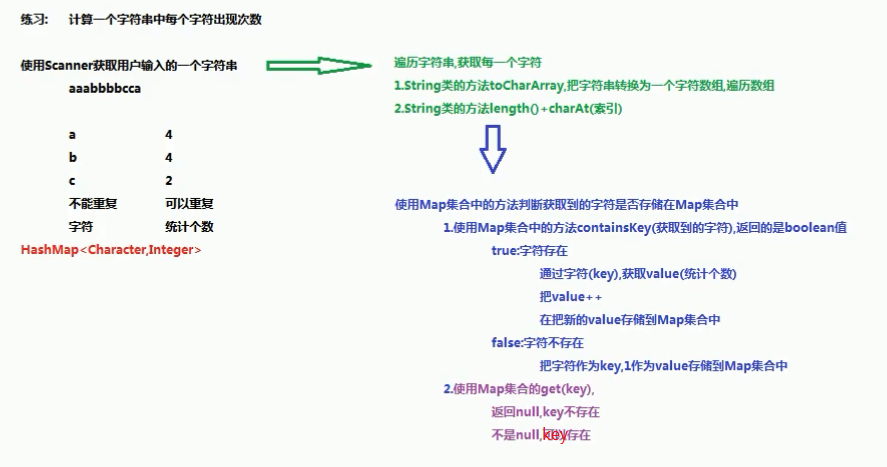 练习: 计算一个字符串中每个字符出现次数
使用Scanner获取用户输入的一个字符串
aaabbbbcca
a 4
b 4
c 2
不能重复 可以重复
字符 统计个数
HashMap<Character,Integer>
遍历字符串,获取每一个字符
1.String类的方法toCharArray,把字符串转换为一个字符数组,遍历数组
2.String类的方法length()+charAt(索引)
使用Map集合中的方法判断获取到的字符是否存储在Map集合中
1.使用Map集合中的方法containsKey(获取到的字符),返回的是boolean值
true:字符存在
通过字符(key),获取value(统计个数)
把value++
在把新的value存储到Map集合中
false:字符不存在
把字符作为key,1作为value存储到Map集合中
2.使用Map集合的get(key),
返回null,key不存在
不是null,key存在